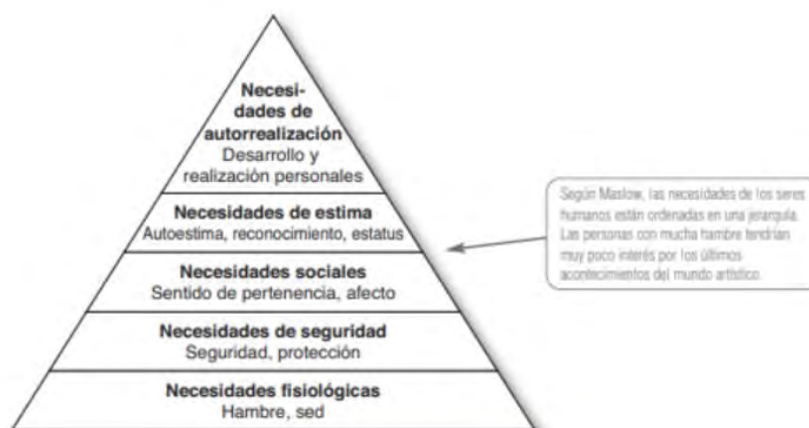 Necesi-
dades de
autorrealización
Desarrollo y
realización personales
Necesidades de estima
Autoestima, reconocimiento, estatus
Necesidades sociales
Sentido de pertenencia, afecto
Necesidades de seguridad
Seguridad, protección
Necesidades fisiológicas
Hambre, sed
Según Maslow, las necesidades de los seres
humanos están ordenadas en una jerarquía.
Las personas con mucha hambre tendrían
muy poco interés por los últimos
acontecimientos del mundo artístico.